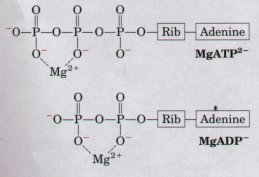 O O O
⁻O–P–O–P–O–P–O–Rib–Adenine
O⁻ O⁻ O⁻
Mg²⁺
MgATP²⁻
O O
⁻O–P–O–P–O–Rib–Adenine
O⁻ O⁻
Mg²⁺
MgADP⁻